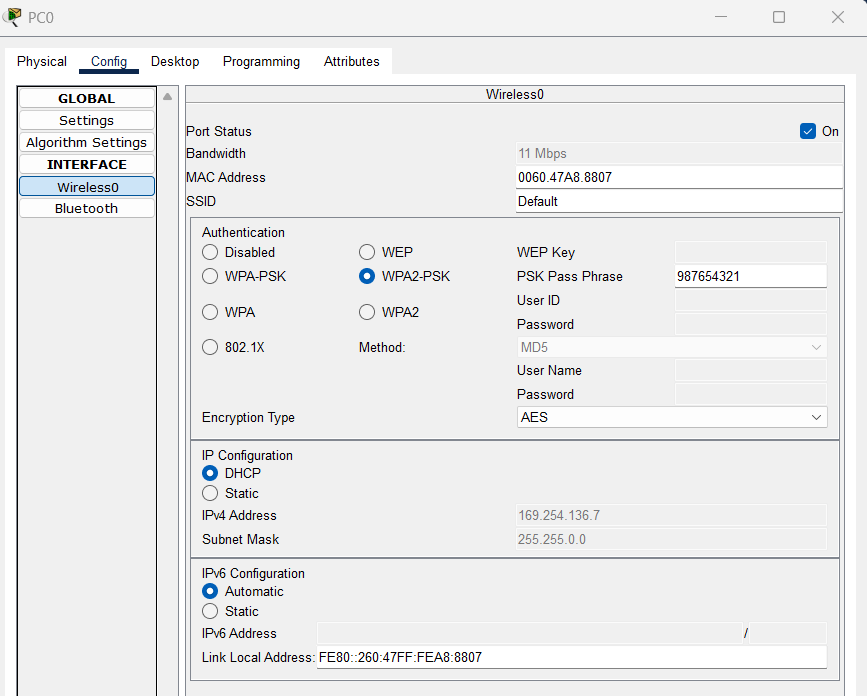 PC0
Physical Config Desktop Programming Attributes
GLOBAL
Settings
Algorithm Settings
INTERFACE
Wireless0
Bluetooth
Wireless0
Port Status On
Bandwidth 11 Mbps
MAC Address 0060.47A8.8807
SSID Default
Authentication
Disabled WEP WEP Key
WPA-PSK WPA2-PSK PSK Pass Phrase 987654321
User ID
WPA WPA2
Password
802.1X Method: MD5
User Name
Password
Encryption Type AES
IP Configuration
DHCP
Static
IPv4 Address 169.254.136.7
Subnet Mask 255.255.0.0
IPv6 Configuration
Automatic
Static
IPv6 Address /
Link Local Address: FE80::260:47FF:FEA8:8807